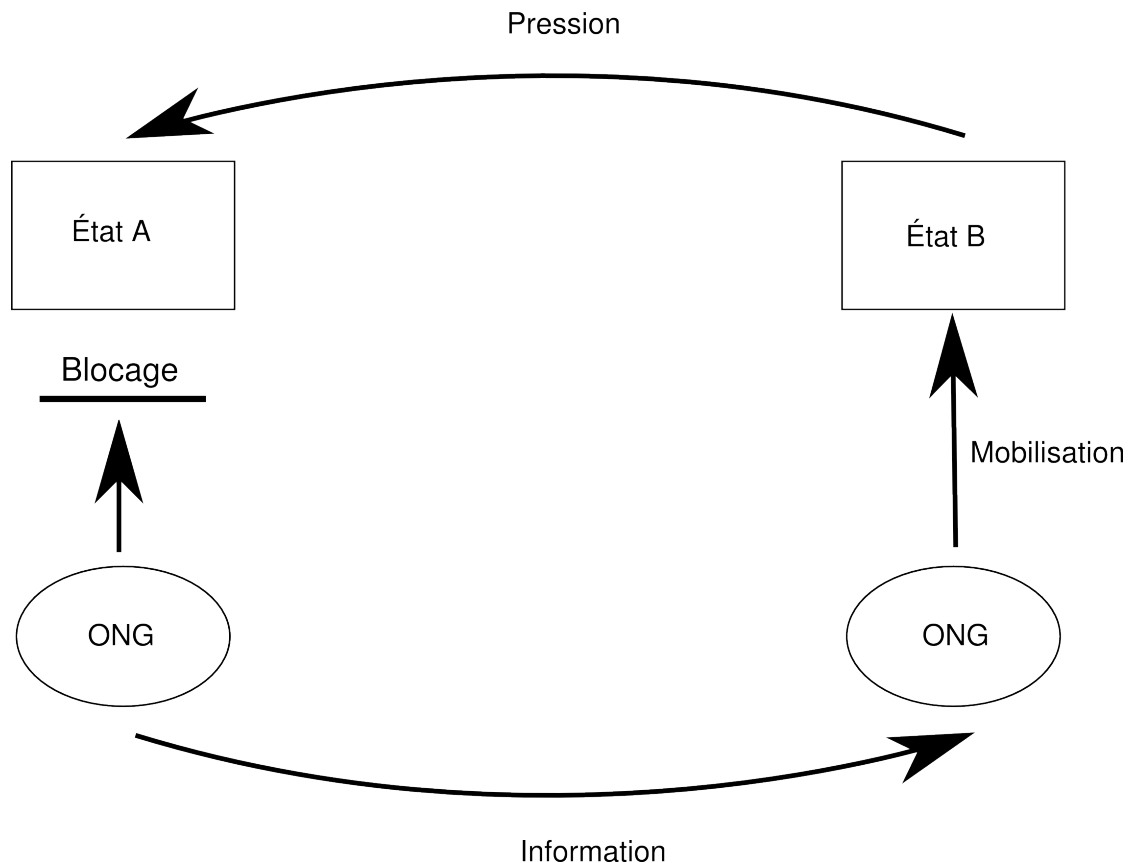 Pression
État A
État B
Blocage
Mobilisation
ONG
ONG
Information